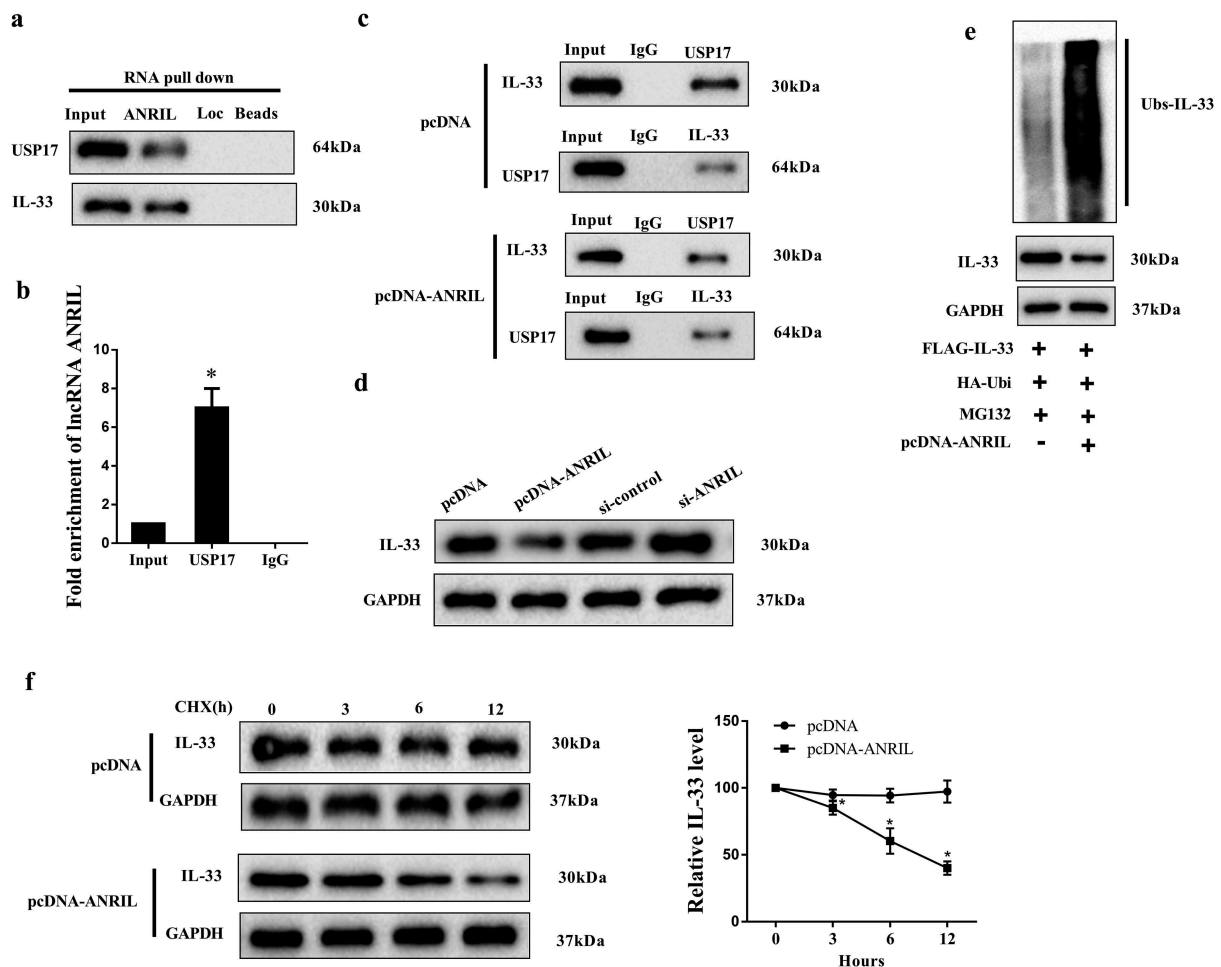 a
RNA pull down
Input ANRIL Loc Beads
USP17 64kDa
IL-33 30kDa
b
Fold enrichment of lncRNA ANRIL
10
8
6
4
2
0
*
Input USP17 IgG
c
pcDNA
Input IgG USP17
IL-33 30kDa
Input IgG IL-33
USP17 64kDa
pcDNA-ANRIL
Input IgG USP17
IL-33 30kDa
Input IgG IL-33
USP17 64kDa
d
pcDNA pcDNA-ANRIL si-control si-ANRIL
IL-33 30kDa
GAPDH 37kDa
e
Ubs-IL-33
IL-33 30kDa
GAPDH 37kDa
FLAG-IL-33 + +
HA-Ubi + +
MG132 + +
pcDNA-ANRIL - +
f
CHX(h) 0 3 6 12
pcDNA
IL-33 30kDa
GAPDH 37kDa
pcDNA-ANRIL
IL-33 30kDa
GAPDH 37kDa
Relative IL-33 level
150
100
50
0
pcDNA
pcDNA-ANRIL
*
*
*
0 3 6 12
Hours